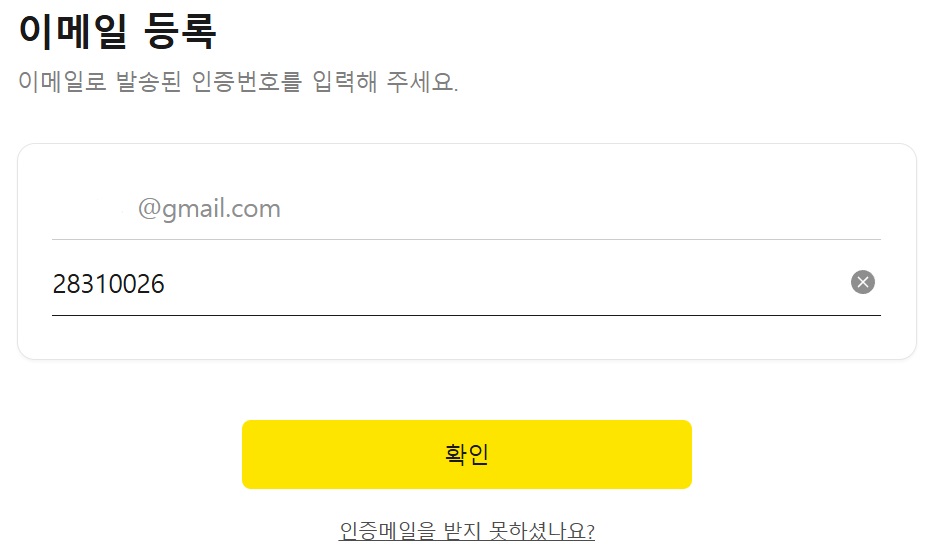 이메일 등록
이메일로 발송된 인증번호를 입력해 주세요.
@gmail.com
28310026
확인
인증메일을 받지 못하셨나요?